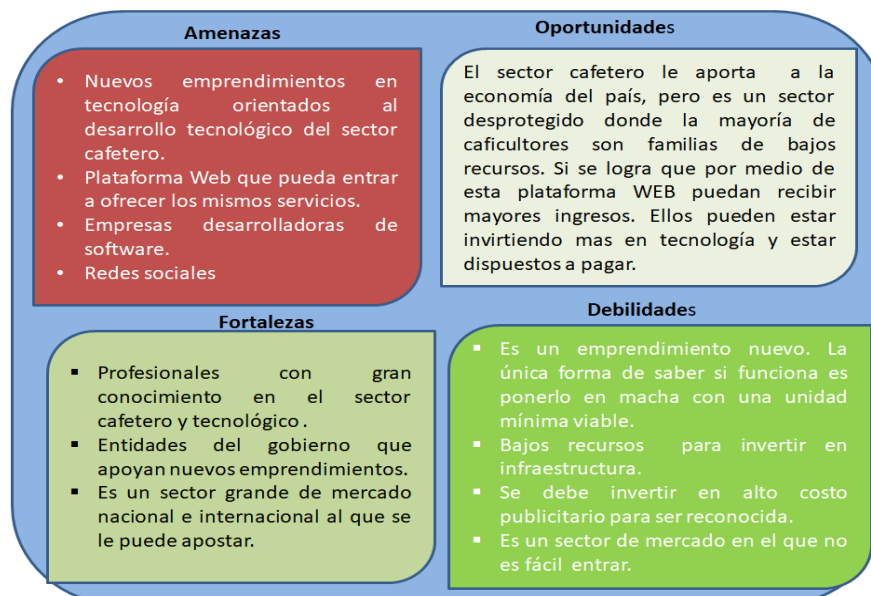 Amenazas
• Nuevos emprendimientos en
tecnología orientados al
desarrollo tecnológico del sector
cafetero.
• Plataforma Web que pueda entrar
a ofrecer los mismos servicios.
• Empresas desarrolladoras de
software.
• Redes sociales
Oportunidades
El sector cafetero le aporta a la
economía del país, pero es un sector
desprotegido donde la mayoría de
caficultores son familias de bajos
recursos. Si se logra que por medio de
esta plataforma WEB puedan recibir
mayores ingresos. Ellos pueden estar
invirtiendo mas en tecnología y estar
dispuestos a pagar.
Fortalezas
▪ Profesionales con gran
conocimiento en el sector
cafetero y tecnológico .
▪ Entidades del gobierno que
apoyan nuevos emprendimientos.
▪ Es un sector grande de mercado
nacional e internacional al que se
le puede apostar.
Debilidades
▪ Es un emprendimiento nuevo. La
única forma de saber si funciona es
ponerlo en macha con una unidad
mínima viable.
▪ Bajos recursos para invertir en
infraestructura.
▪ Se debe invertir en alto costo
publicitario para ser reconocida.
▪ Es un sector de mercado en el que no
es fácil entrar.